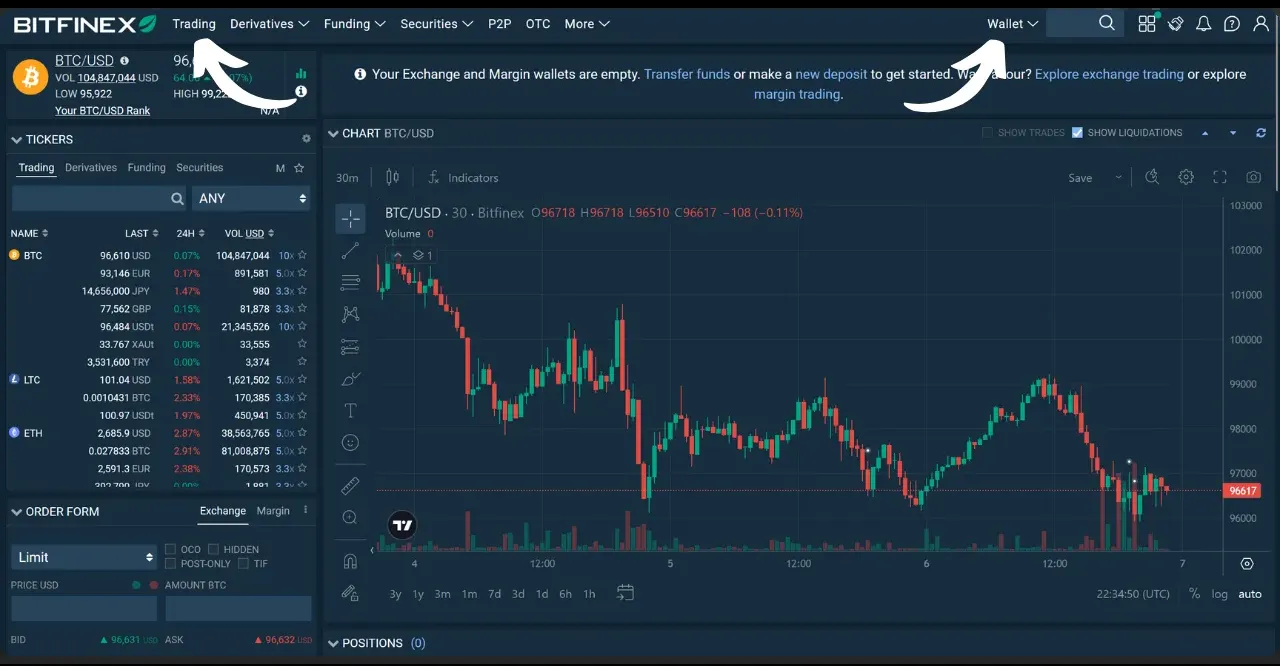 BITFINEX Trading Derivatives Funding Securities P2P OTC More Wallet
BTC/USD
VOL 104,847,044 USD
LOW 95,922 HIGH
Your BTC/USD Rank N/A
Your Exchange and Margin wallets are empty. Transfer funds or make a new deposit to get started. Explore exchange trading or explore
margin trading.
TICKERS
Trading Derivatives Funding Securities M
ANY
NAME LAST 24H VOL USD
BTC 96,610 USD 0.07% 104,847,044 10x
93,146 EUR 0.17% 891,581 5.0x
14,656,000 JPY 1.47% 980 3.3x
77,562 GBP 0.15% 81,878 3.3x
96,484 USDt 0.07% 21,345,526 10x
33.767 XAUt 0.00% 33,555
3,531,600 TRY 0.00% 3,374
LTC 101.04 USD 1.58% 1,621,502 5.0x
0.0010431 BTC 2.33% 170,385 3.3x
100.97 USDt 1.97% 450,941 5.0x
ETH 2,685.9 USD 2.87% 38,563,765 5.0x
0.027833 BTC 2.91% 81,008,875 5.0x
2,591.3 EUR 2.38% 170,573 3.3x
ORDER FORM Exchange Margin
Limit OCO HIDDEN
POST-ONLY TIF
PRICE USD AMOUNT BTC
BID 96,631 USD ASK 96,632 USD
CHART BTC/USD SHOW TRADES SHOW LIQUIDATIONS
30m Indicators Save
BTC/USD · 30 · Bitfinex O96718 H96718 L96510 C96617 −108 (−0.11%)
Volume 0
1
103000
102000
101000
100000
99000
98000
97000
96617
96000
4 12:00 5 12:00 6 12:00 7
3y 1y 3m 1m 7d 3d 1d 6h 1h 22:34:50 (UTC) % log auto
POSITIONS (0)